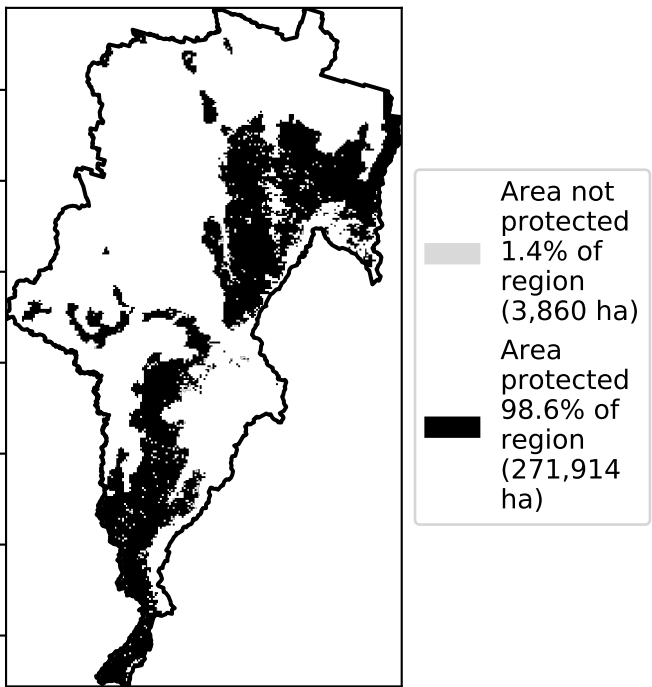 Area not
protected
1.4% of
region
(3,860 ha)
Area
protected
98.6% of
region
(271,914
ha)